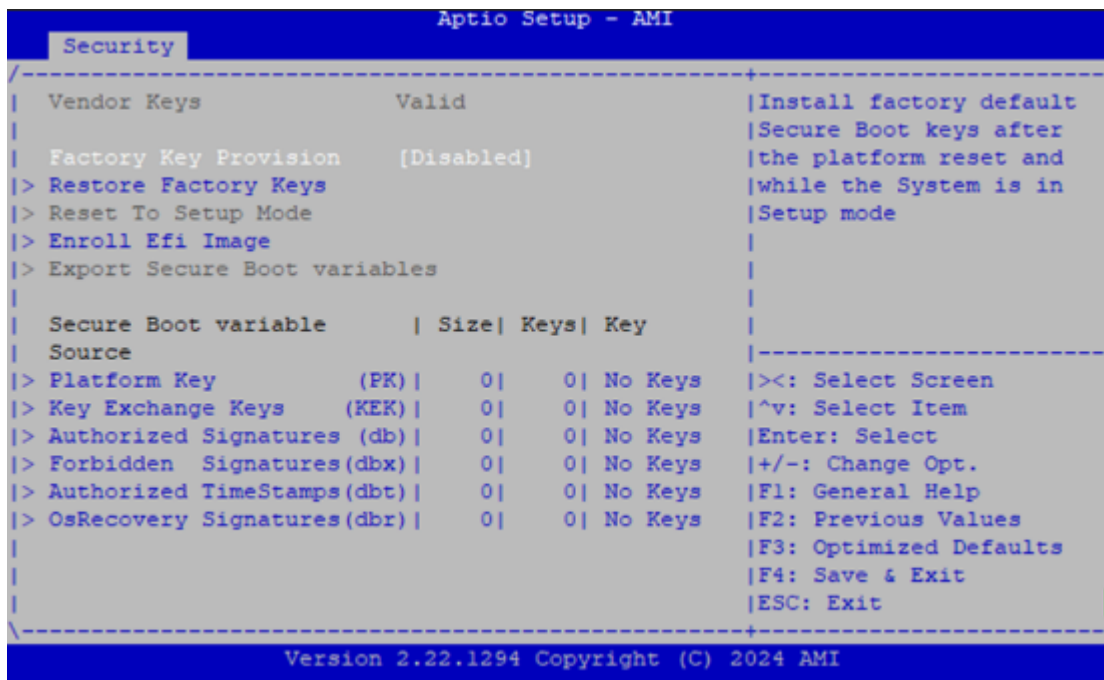 Aptio Setup - AMI
Security
/----------------------------------------------------+-------------------------
| Vendor Keys Valid |Install factory default
| |Secure Boot keys after
| Factory Key Provision [Disabled] |the platform reset and
|> Restore Factory Keys |while the System is in
|> Reset To Setup Mode |Setup mode
|> Enroll Efi Image |
|> Export Secure Boot variables |
| |
| Secure Boot variable | Size| Keys| Key |
| Source |-------------------------
|> Platform Key (PK)| 0| 0| No Keys |><: Select Screen
|> Key Exchange Keys (KEK)| 0| 0| No Keys |^v: Select Item
|> Authorized Signatures (db)| 0| 0| No Keys |Enter: Select
|> Forbidden Signatures(dbx)| 0| 0| No Keys |+/-: Change Opt.
|> Authorized TimeStamps(dbt)| 0| 0| No Keys |F1: General Help
|> OsRecovery Signatures(dbr)| 0| 0| No Keys |F2: Previous Values
| |F3: Optimized Defaults
| |F4: Save & Exit
| |ESC: Exit
\----------------------------------------------------+-------------------------
Version 2.22.1294 Copyright (C) 2024 AMI